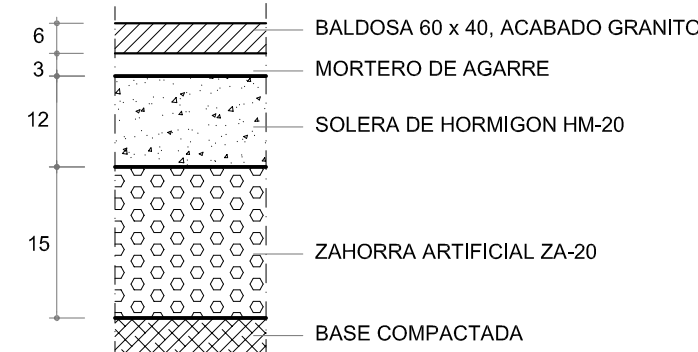 6
BALDOSA 60 x 40, ACABADO GRANITO
3
MORTERO DE AGARRE
12
SOLERA DE HORMIGON HM-20
15
ZAHORRA ARTIFICIAL ZA-20
BASE COMPACTADA